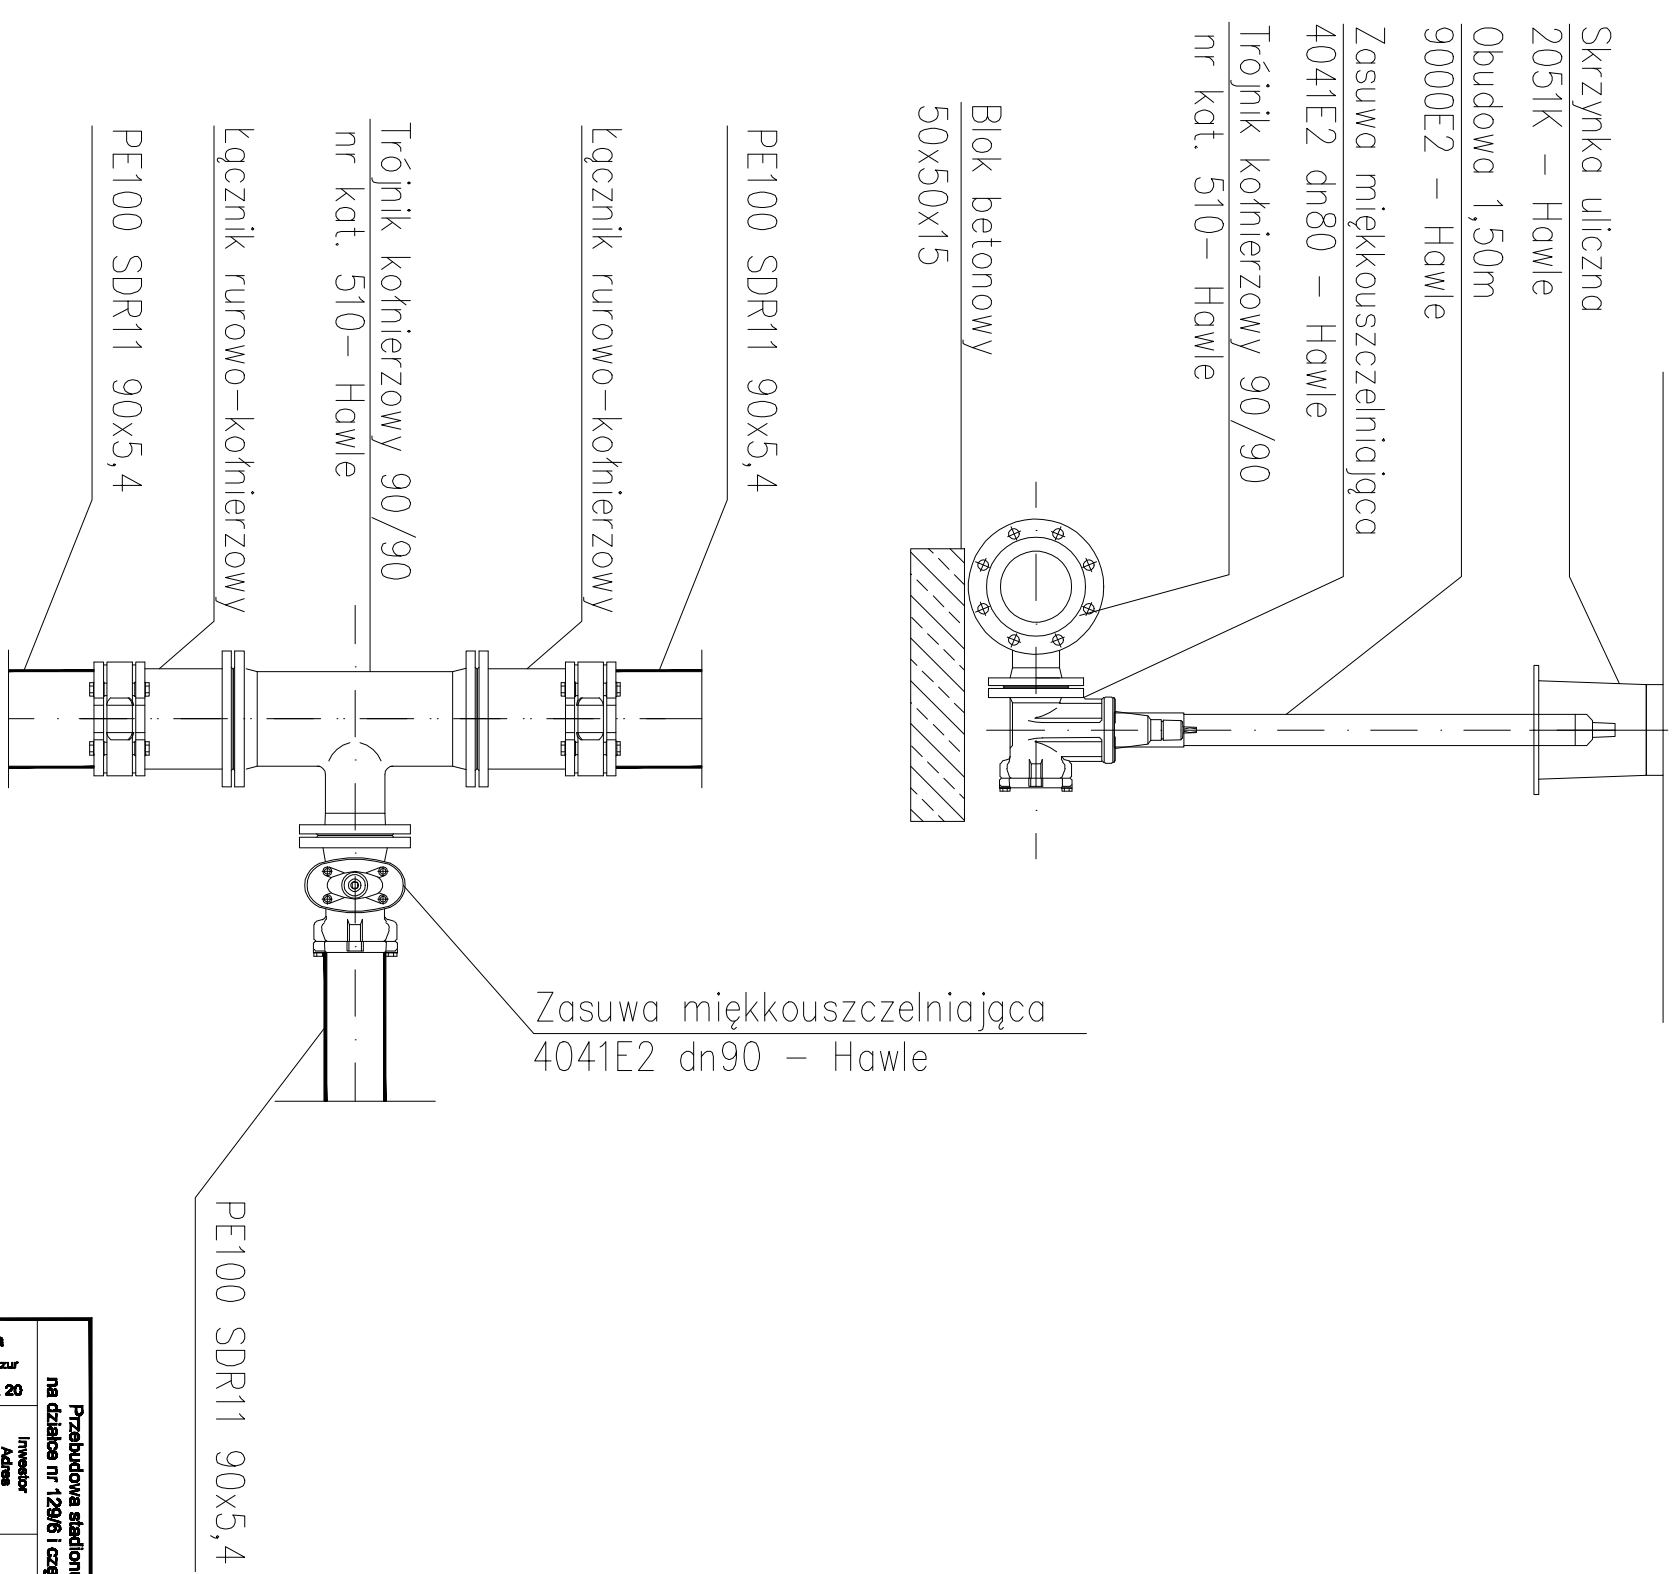 Skrzynka uliczna
2051K - Hawle
Obudowa 1,50m
9000E2 - Hawle
Zasuwa miękkouszczelniająca
4041E2 dn80 - Hawle
Trójnik kołnierzowy 90/90
nr kat. 510- Hawle
Blok betonowy
50x50x15
PE100 SDR11 90x5,4
Łącznik rurowo-kołnierzowy
Trójnik kołnierzowy 90/90
nr kat. 510- Hawle
Łącznik rurowo-kołnierzowy
PE100 SDR11 90x5,4
Zasuwa miękkouszczelniająca
4041E2 dn90 - Hawle
PE100 SDR11 90x5,4
Przebudowa stadionu
na działce nr 129/6 i
Inwestor
Adres
20